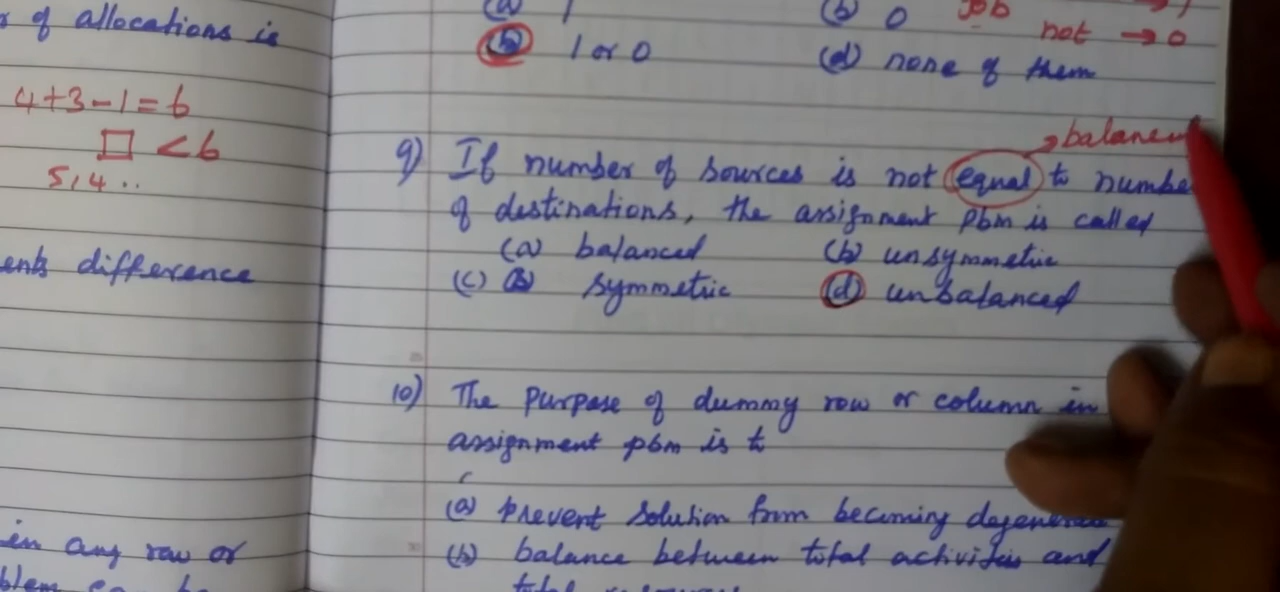 of allocations is
4+3-1=6
□ <6
5,4..
ents difference
in any row or
(a) 1 (b) 0
not → 0
1 or 0 (d) none of them
balanced
9) If number of sources is not equal to number
of destinations, the assignment pbm is called
(a) balanced (b) unsymmetric
(c) symmetric (d) unbalanced
10) The purpose of dummy row or column in
assignment pbm is to
(a) prevent solution from becoming degenerate
(b) balance between total activities and